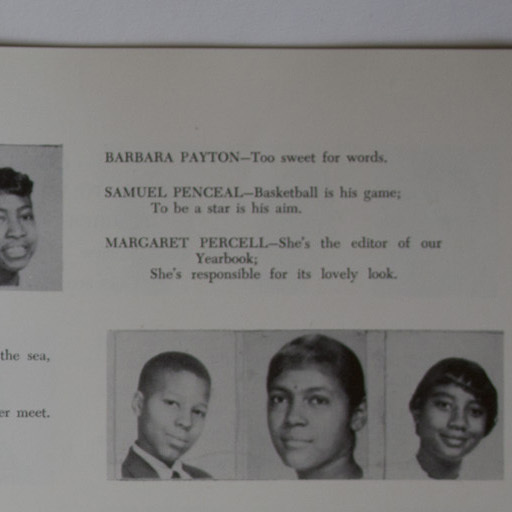 BARBARA PAYTON—Too sweet for words.
SAMUEL PENCEAL—Basketball is his game;
To be a star is his aim.
MARGARET PERCELL—She's the editor of our
Yearbook;
She's responsible for its lovely look.
the sea,
er meet.